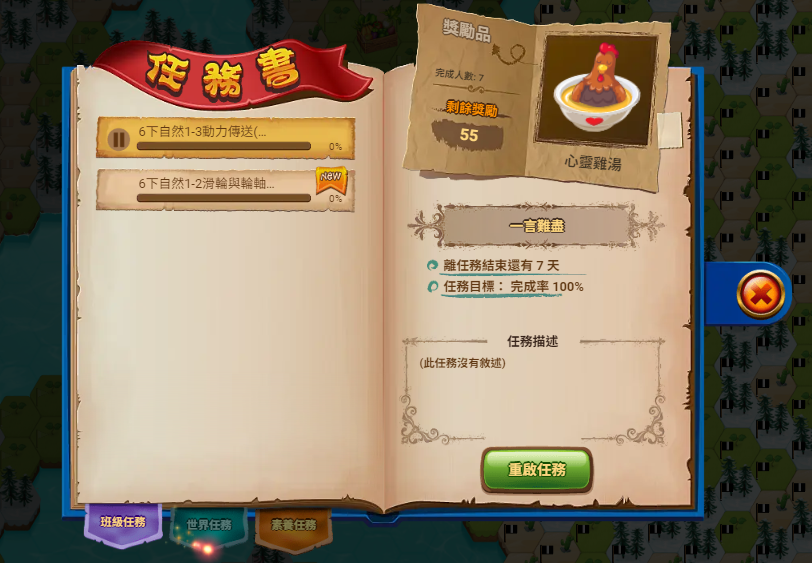 任務書
6下自然1-3動力傳送(...
0%
6下自然1-2滑輪與輪軸...
New
0%
獎勵品
完成人數: 7
剩餘獎勵
55
心靈雞湯
一言難盡
離任務結束還有 7 天
任務目標： 完成率 100%
任務描述
(此任務沒有敘述)
重啟任務
班級任務
世界任務
素養任務